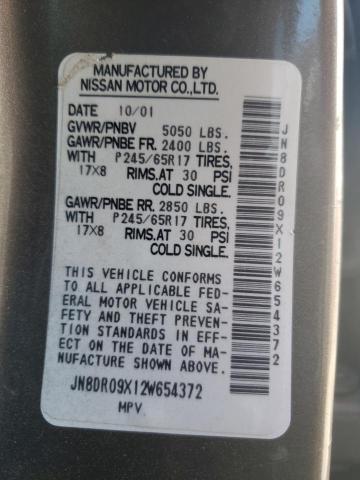 MANUFACTURED BY
NISSAN MOTOR CO.,LTD.
DATE 10/01
GVWR/PNBV 5050 LBS.
GAWR/PNBE FR. 2400 LBS.
WITH P245/65R17 TIRES,
17X8 RIMS.AT 30 PSI
COLD SINGLE.
GAWR/PNBE RR. 2850 LBS.
WITH P245/65R17 TIRES,
17X8 RIMS.AT 30 PSI
COLD SINGLE.
THIS VEHICLE CONFORMS
TO ALL APPLICABLE FED-
ERAL MOTOR VEHICLE SA-
FETY AND THEFT PREVEN-
TION STANDARDS IN EFF-
ECT ON THE DATE OF MA-
NUFACTURE SHOWN ABOVE.
JN8DR09X12W654372
MPV.
JN8DR09X12W654372